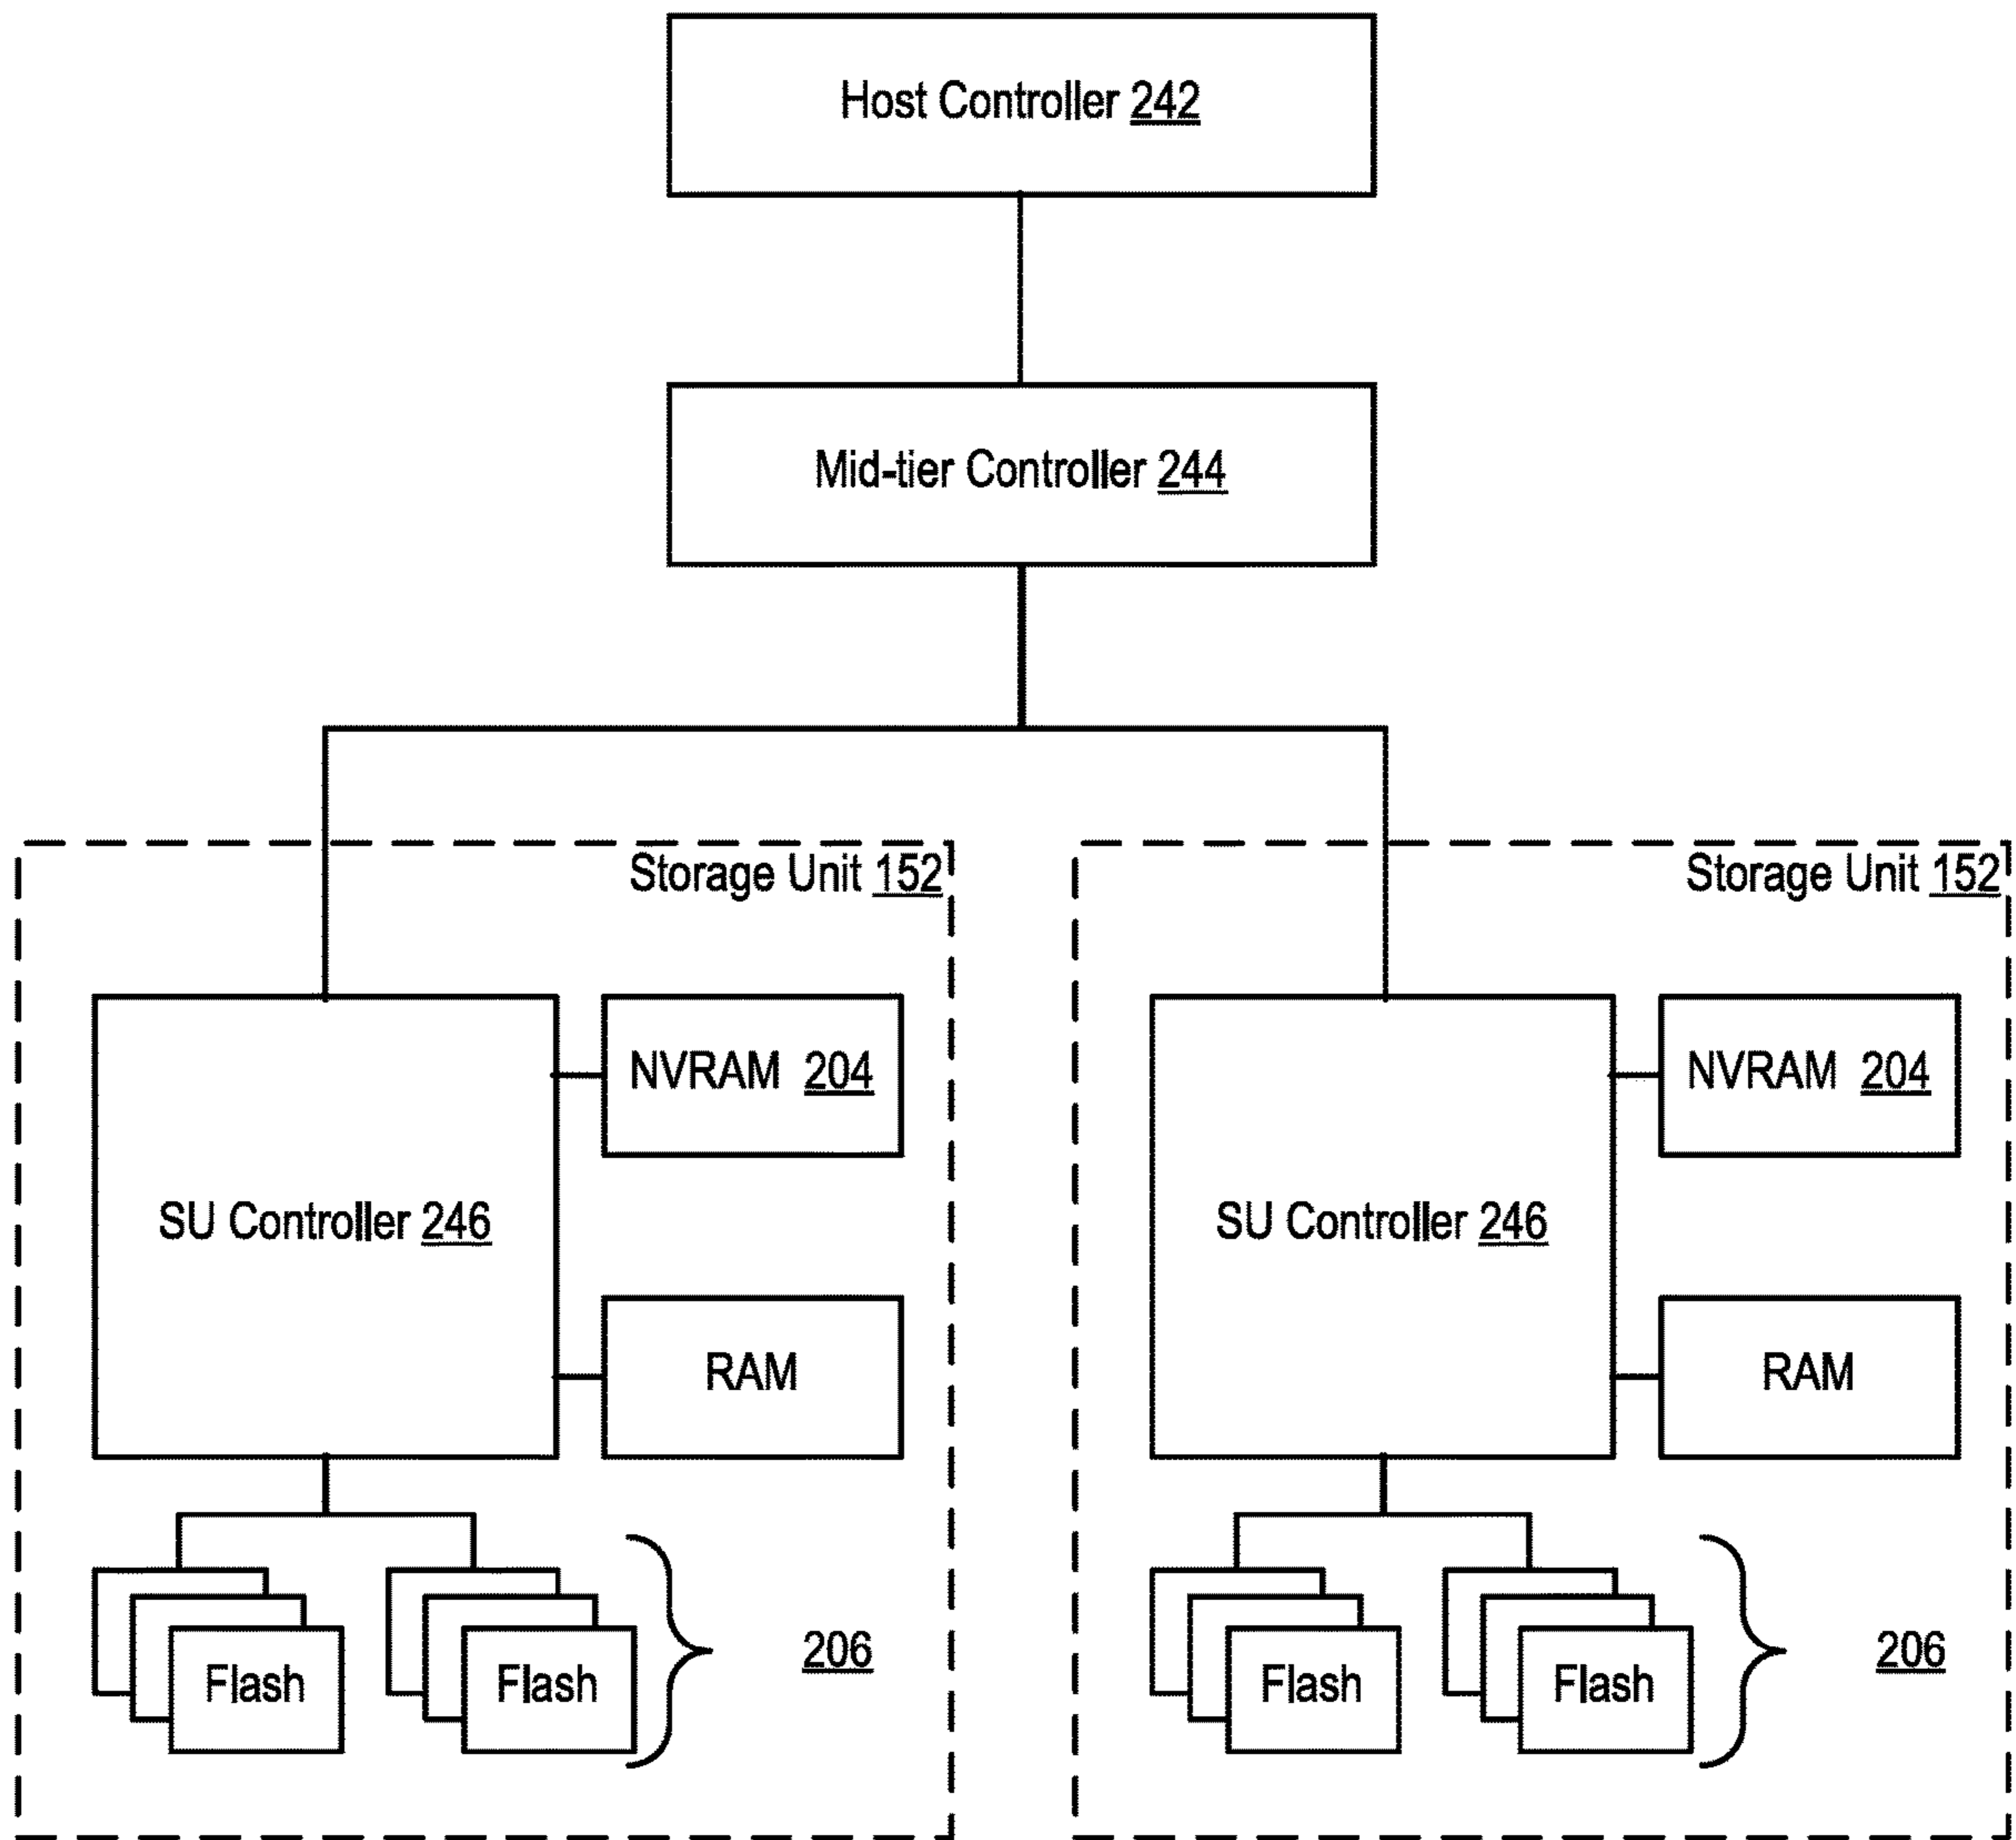 Host Controller 242
Mid-tier Controller 244
Storage Unit 152
NVRAM 204
SU Controller 246
RAM
Flash
Flash
206
Storage Unit 152
NVRAM 204
SU Controller 246
RAM
Flash
Flash
206